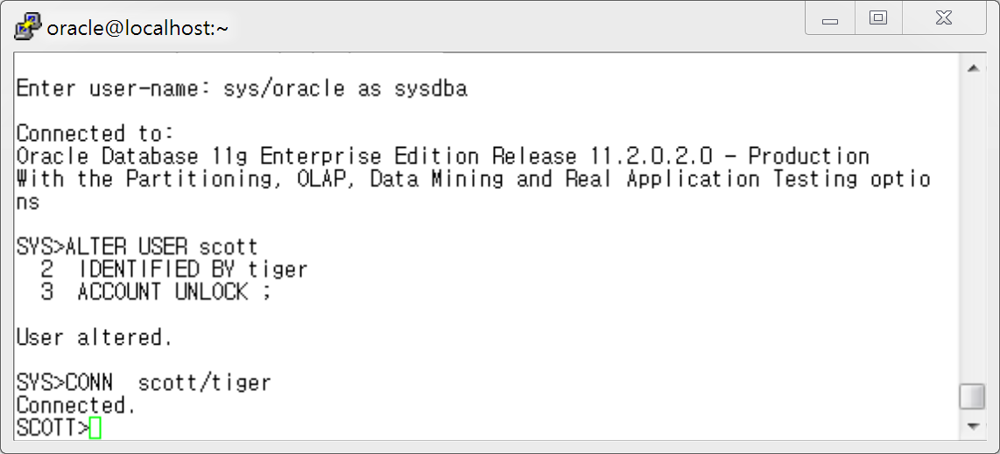 oracle@localhost:~
Enter user-name: sys/oracle as sysdba
Connected to:
Oracle Database 11g Enterprise Edition Release 11.2.0.2.0 - Production
₩ith the Partitioning, OLAP, Data Mining and Real Application Testing optio
ns
SYS>ALTER USER scott
  2  IDENTIFIED BY tiger
  3  ACCOUNT UNLOCK ;
User altered.
SYS>CONN  scott/tiger
Connected.
SCOTT>